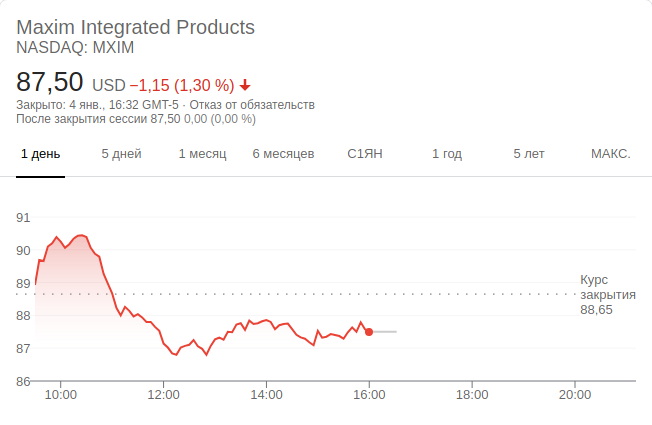 Maxim Integrated Products
NASDAQ: MXIM
87,50 USD −1,15 (1,30 %)
Закрыто: 4 янв., 16:32 GMT-5 · Отказ от обязательств
После закрытия сессии 87,50 0,00 (0,00 %)
1 день 5 дней 1 месяц 6 месяцев С1ЯН 1 год 5 лет МАКС.
91
90
89
88
87
86
Курс
закрытия
88,65
10:00 12:00 14:00 16:00 18:00 20:00